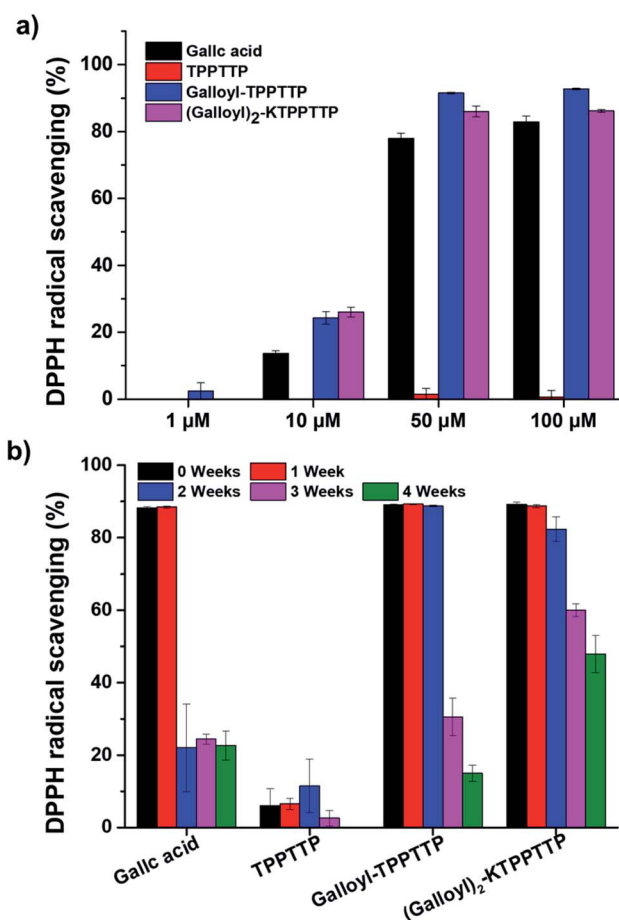 a)
DPPH radical scavenging (%)
100
80
60
40
20
0
Gallc acid
TPPTTP
Galloyl-TPPTTP
(Galloyl)2-KTPPTTP
1 µM 10 µM 50 µM 100 µM
b)
DPPH radical scavenging (%)
100
80
60
40
20
0
0 Weeks 1 Week
2 Weeks 3 Weeks 4 Weeks
Gallc acid TPPTTP Galloyl-TPPTTP (Galloyl)2-KTPPTTP